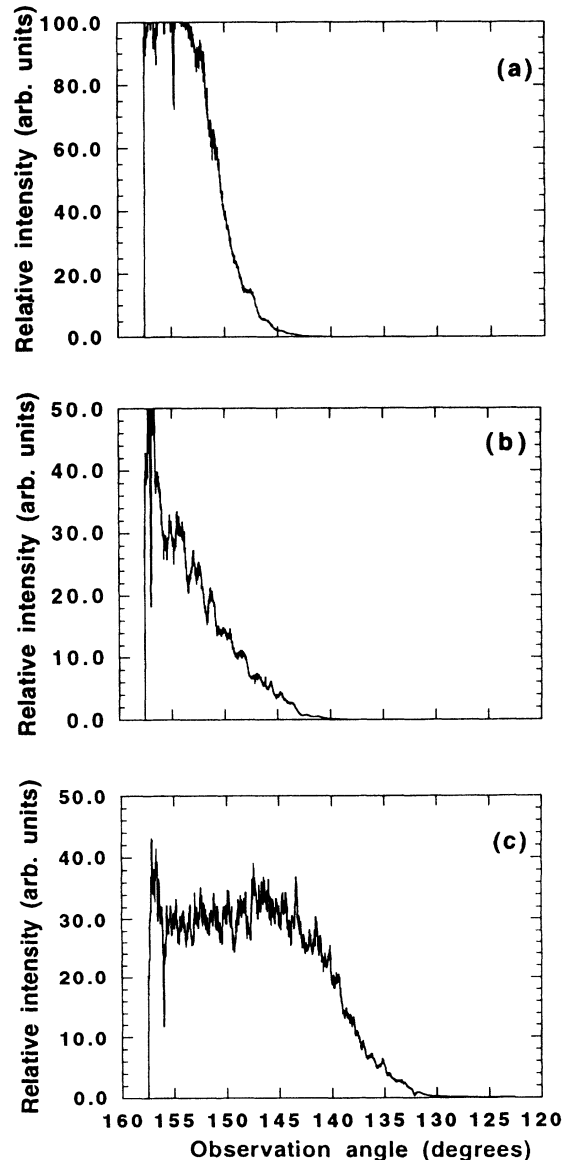 100.0
80.0
60.0
40.0
20.0
0.0
Relative intensity (arb. units)
(a)
50.0
40.0
30.0
20.0
10.0
0.0
Relative intensity (arb. units)
(b)
50.0
40.0
30.0
20.0
10.0
0.0
Relative intensity (arb. units)
(c)
160 155 150 145 140 135 130 125 120
Observation angle (degrees)